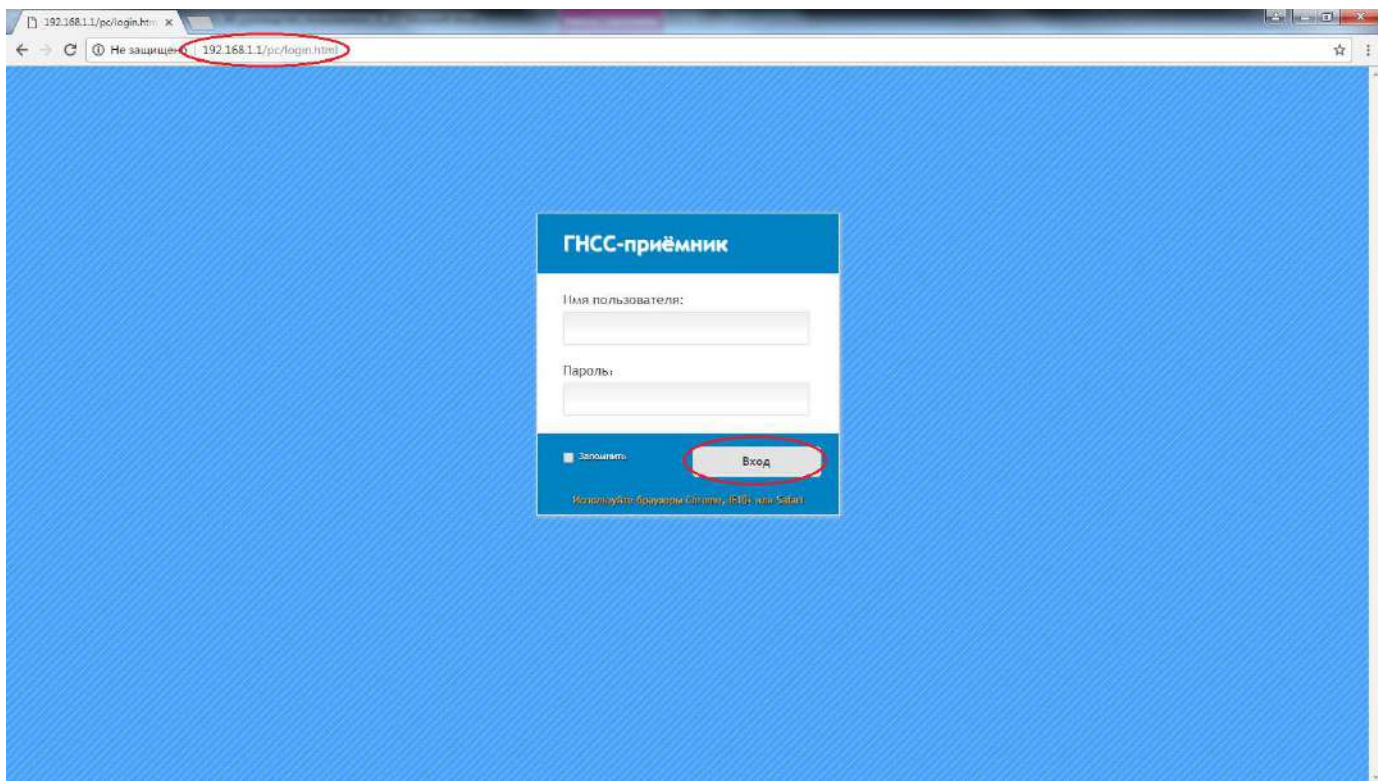 192.168.1.1/pc/login.htm
Не защищено 192.168.1.1/pc/login.html
ГНСС-приёмник
Имя пользователя:
Пароль:
Запомнить
Вход
Используйте браузеры Chrome, IE10+ или Safari